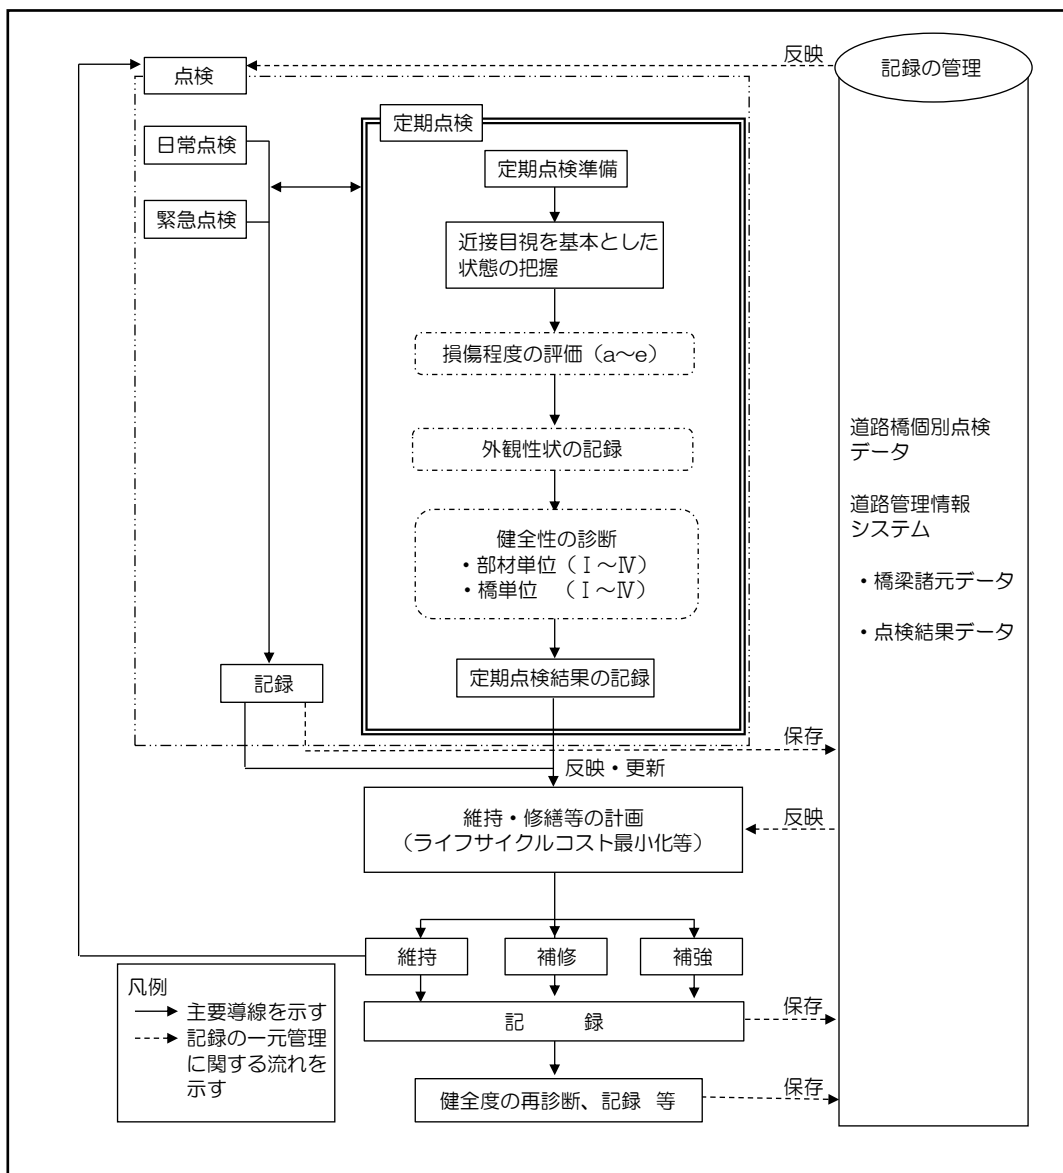 点検
反映
記録の管理
定期点検
日常点検
定期点検準備
緊急点検
近接目視を基本とした
状態の把握
損傷程度の評価（a～e）
外観性状の記録
健全性の診断
・部材単位（Ⅰ～Ⅳ）
・橋単位　（Ⅰ～Ⅳ）
定期点検結果の記録
記録
道路橋個別点検
データ
道路管理情報
システム
・橋梁諸元データ
・点検結果データ
保存
反映・更新
維持・修繕等の計画
（ライフサイクルコスト最小化等）
反映
維持
補修
補強
記　　録
保存
健全度の再診断、記録 等
保存
凡例
主要導線を示す
記録の一元管理
に関する流れを
示す